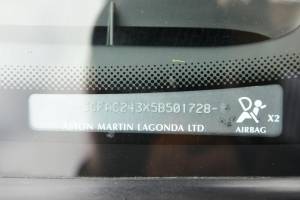 SCFAC243X5B501728-
ASTON MARTIN LAGONDA LTD.
AIRBAG
X2